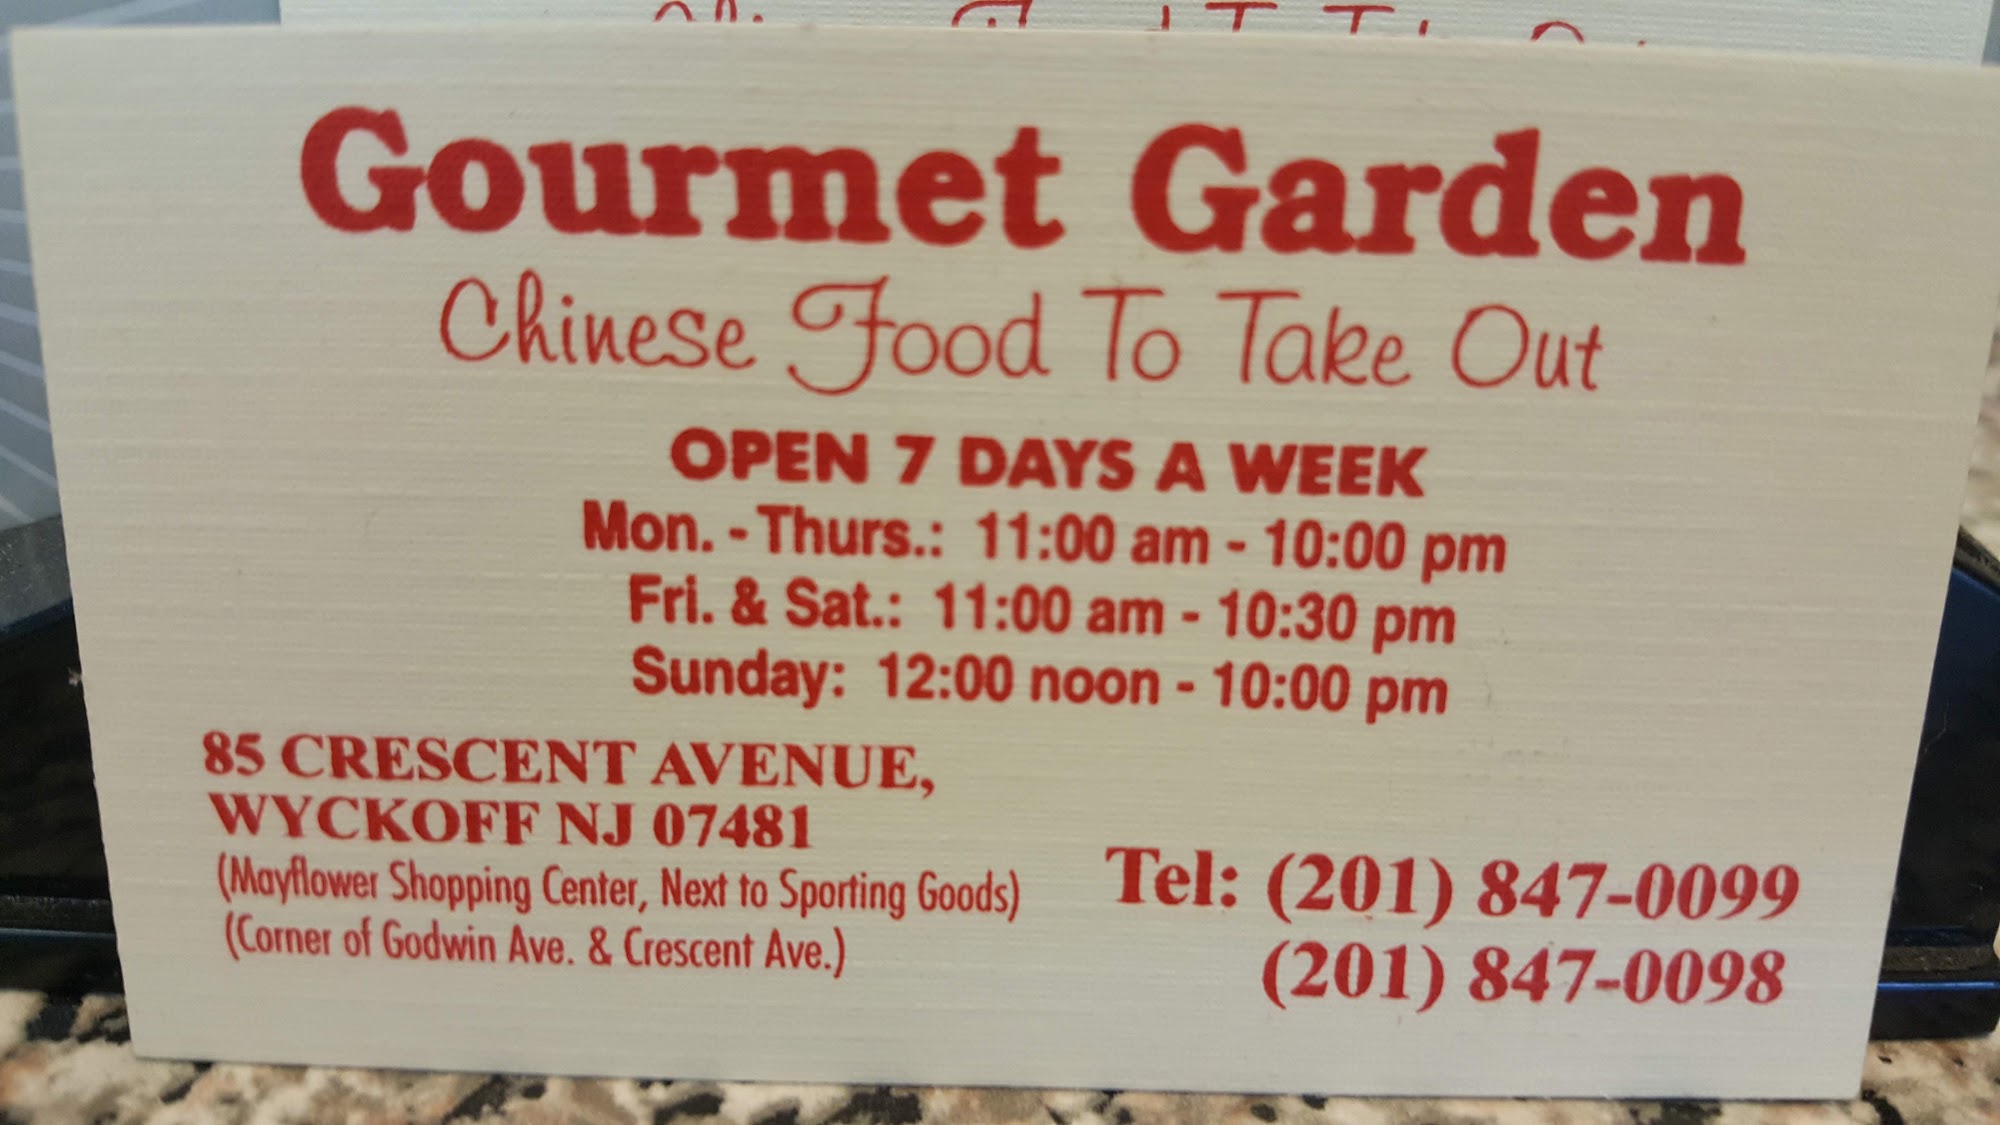 Gourmet Garden
Chinese Food To Take Out
OPEN 7 DAYS A WEEK
Mon. - Thurs.: 11:00 am - 10:00 pm
Fri. & Sat.: 11:00 am - 10:30 pm
Sunday: 12:00 noon - 10:00 pm
85 CRESCENT AVENUE,
WYCKOFF NJ 07481
(Mayflower Shopping Center, Next to Sporting Goods)
(Corner of Godwin Ave. & Crescent Ave.)
Tel: (201) 847-0099
(201) 847-0098